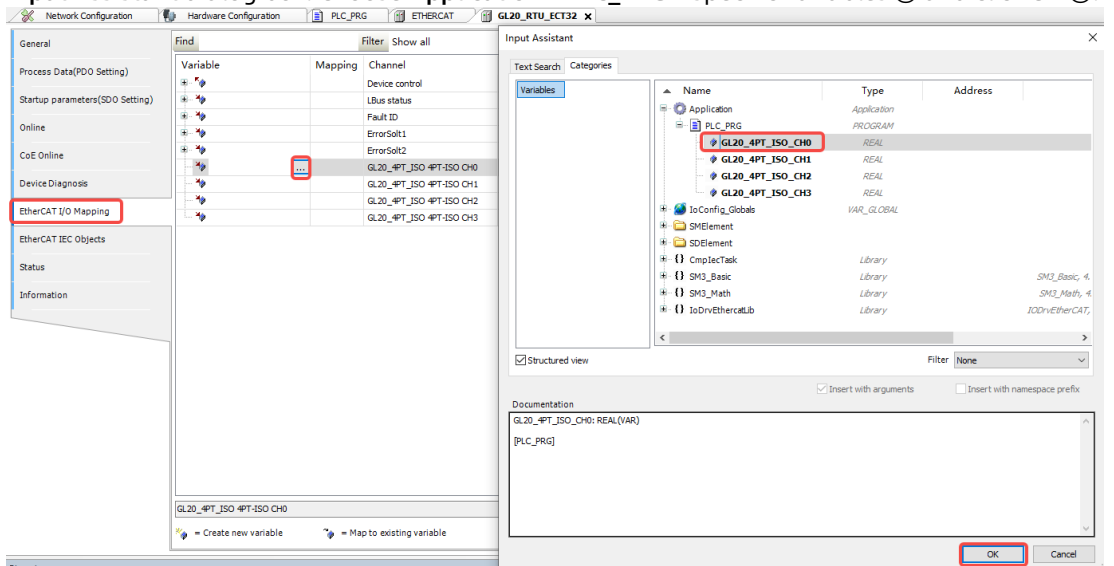 Network Configuration
Hardware Configuration
PLC_PRG
ETHERCAT
GL20_RTU_ECT32 x
General
Process Data(PDO Setting)
Startup parameters(SDO Setting)
Online
CoE Online
Device Diagnosis
EtherCAT I/O Mapping
EtherCAT IEC Objects
Status
Information
Find
Filter Show all
Variable Mapping Channel
Device control
LBus status
Fault ID
ErrorSolt1
ErrorSolt2
... GL20_4PT_ISO 4PT-ISO CH0
GL20_4PT_ISO 4PT-ISO CH1
GL20_4PT_ISO 4PT-ISO CH2
GL20_4PT_ISO 4PT-ISO CH3
GL20_4PT_ISO 4PT-ISO CH0
= Create new variable = Map to existing variable
Input Assistant
Text Search Categories
Variables
Name Type Address
Application Application
PLC_PRG PROGRAM
GL20_4PT_ISO_CH0 REAL
GL20_4PT_ISO_CH1 REAL
GL20_4PT_ISO_CH2 REAL
GL20_4PT_ISO_CH3 REAL
IoConfig_Globals VAR_GLOBAL
SMElement
SDElement
CmpIecTask Library
SM3_Basic Library SM3_Basic, 4.
SM3_Math Library SM3_Math, 4
IoDrvEthercatLib Library IODrvEtherCAT,
Structured view
Filter None
Insert with arguments Insert with namespace prefix
Documentation
GL20_4PT_ISO_CH0: REAL(VAR)
[PLC_PRG]
OK Cancel